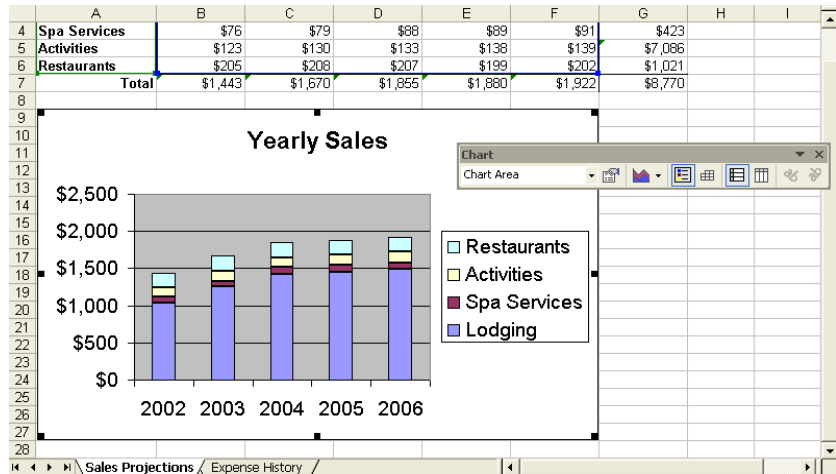 A B C D E F G H I
4 Spa Services $76 $79 $88 $89 $91 $423
5 Activities $123 $130 $133 $138 $139 $7,086
6 Restaurants $205 $208 $207 $199 $202 $1,021
7 Total $1,443 $1,670 $1,855 $1,880 $1,922 $8,770
8
9
10
11
12
13
14
15
16
17
18
19
20
21
22
23
24
25
26
27
28
Yearly Sales
$2,500
$2,000
$1,500
$1,000
$500
$0
2002 2003 2004 2005 2006
Restaurants
Activities
Spa Services
Lodging
Chart
Chart Area
Sales Projections Expense History